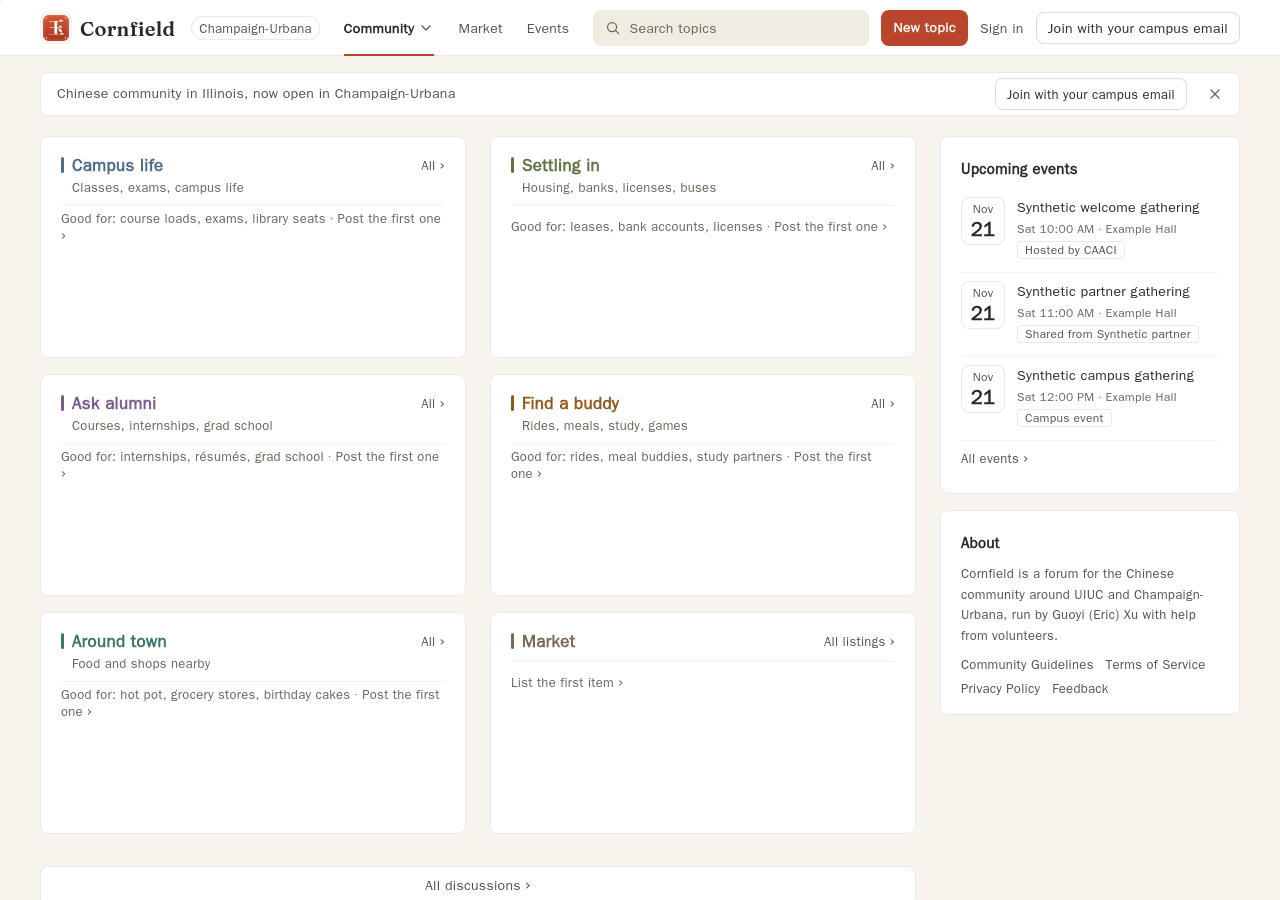 Cornfield
Champaign-Urbana
Community
Market
Events
Search topics
New topic
Sign in
Join with your campus email
Chinese community in Illinois, now open in Champaign-Urbana
Join with your campus email
Campus life
All ›
Classes, exams, campus life
Good for: course loads, exams, library seats · Post the first one
›
Settling in
All ›
Housing, banks, licenses, buses
Good for: leases, bank accounts, licenses · Post the first one ›
Ask alumni
All ›
Courses, internships, grad school
Good for: internships, résumés, grad school · Post the first one
›
Find a buddy
All ›
Rides, meals, study, games
Good for: rides, meal buddies, study partners · Post the first
one ›
Around town
All ›
Food and shops nearby
Good for: hot pot, grocery stores, birthday cakes · Post the first
one ›
Market
All listings ›
List the first item ›
All discussions ›
Upcoming events
Nov
21
Synthetic welcome gathering
Sat 10:00 AM · Example Hall
Hosted by CAACI
Nov
21
Synthetic partner gathering
Sat 11:00 AM · Example Hall
Shared from Synthetic partner
Nov
21
Synthetic campus gathering
Sat 12:00 PM · Example Hall
Campus event
All events ›
About
Cornfield is a forum for the Chinese
community around UIUC and Champaign-
Urbana, run by Guoyi (Eric) Xu with help
from volunteers.
Community Guidelines Terms of Service
Privacy Policy Feedback